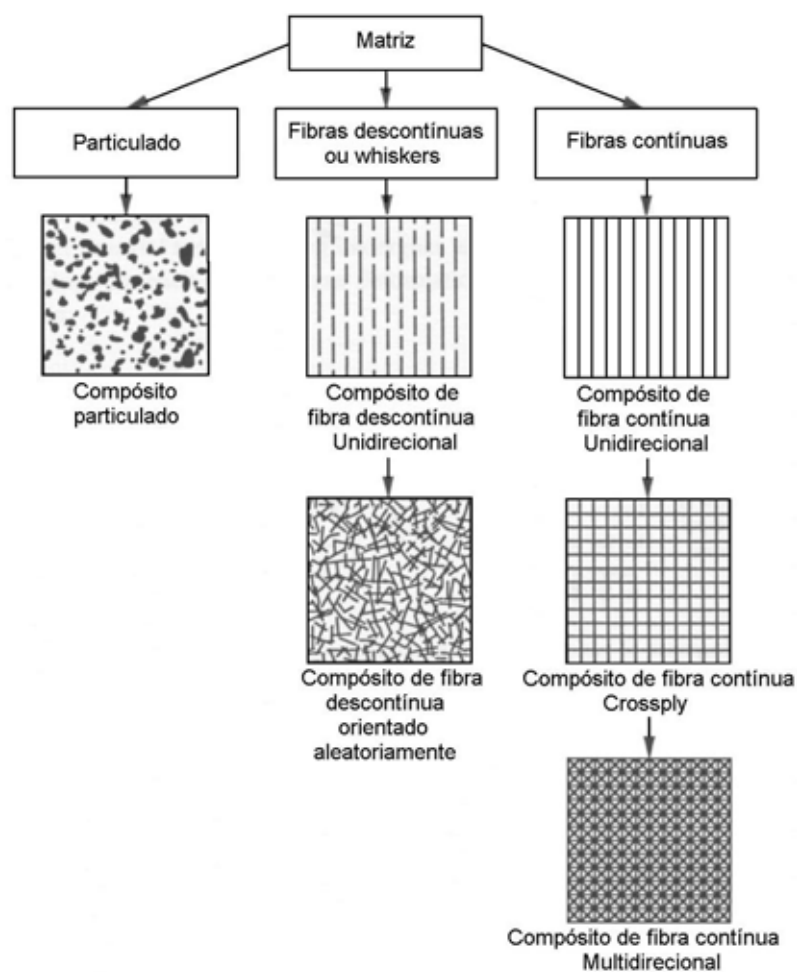 Matriz
Particulado
Fibras descontínuas
ou whiskers
Fibras contínuas
Compósito
particulado
Compósito de
fibra descontínua
Unidirecional
Compósito de
fibra contínua
Unidirecional
Compósito de fibra
descontínua
orientado
aleatoriamente
Compósito de fibra contínua
Crossply
Compósito de fibra contínua
Multidirecional